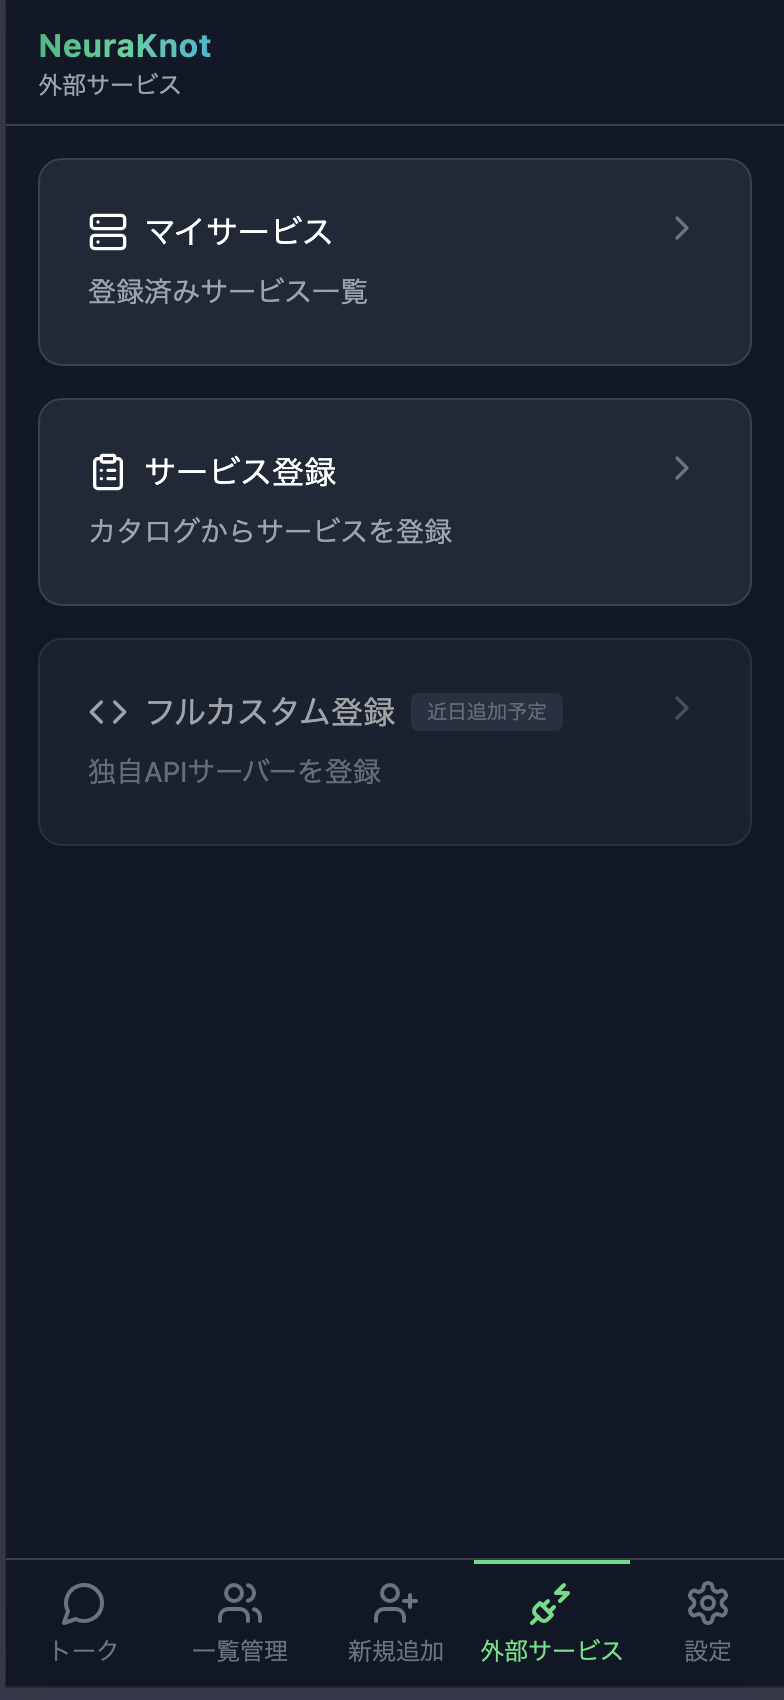 NeuraKnot
外部サービス
マイサービス
登録済みサービス一覧
サービス登録
カタログからサービスを登録
フルカスタム登録 近日追加予定
独自APIサーバーを登録
トーク 一覧管理 新規追加 外部サービス 設定